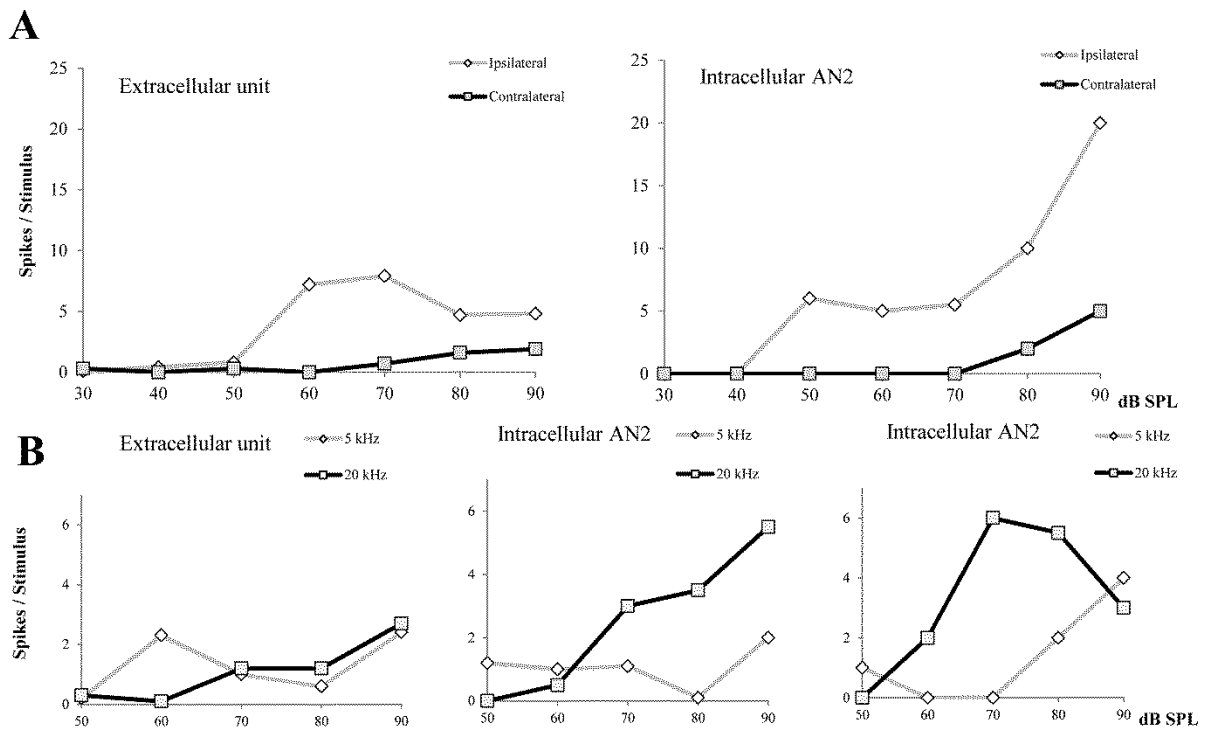 A
Extracellular unit
Ipsilateral
Contralateral
Spikes / Stimulus
25
20
15
10
5
0
30 40 50 60 70 80 90
Intracellular AN2
Ipsilateral
Contralateral
25
20
15
10
5
0
30 40 50 60 70 80 90
dB SPL
B
Extracellular unit
5 kHz
20 kHz
Spikes / Stimulus
6
4
2
0
50 60 70 80 90
Intracellular AN2
5 kHz
20 kHz
6
4
2
0
50 60 70 80 90
Intracellular AN2
5 kHz
20 kHz
6
4
2
0
50 60 70 80 90
dB SPL